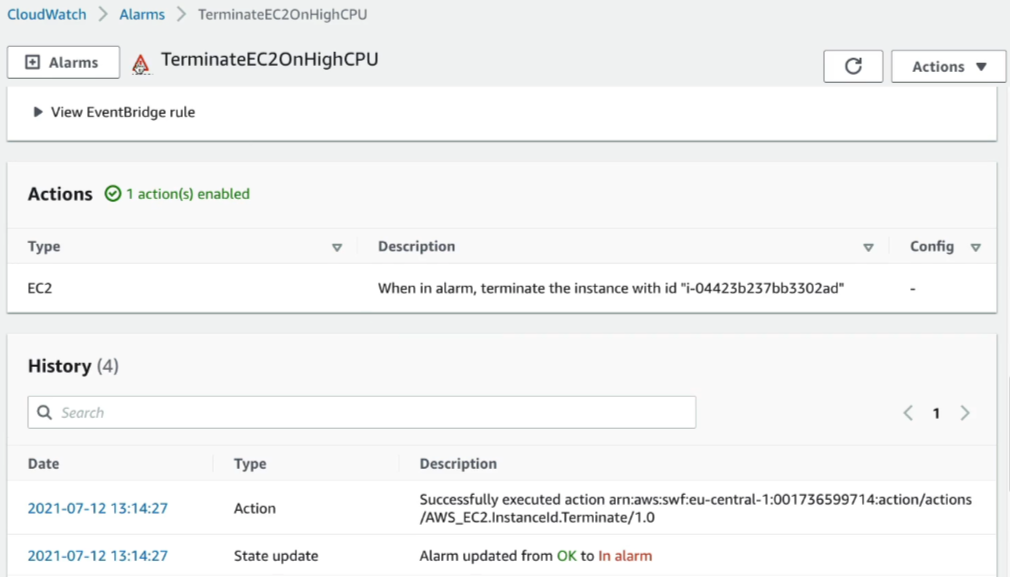 CloudWatch > Alarms > TerminateEC2OnHighCPU
Alarms TerminateEC2OnHighCPU Actions
View EventBridge rule
Actions 1 action(s) enabled
Type Description Config
EC2 When in alarm, terminate the instance with id "i-04423b237bb3302ad" -
History (4)
Search 1
Date Type Description
2021-07-12 13:14:27 Action Successfully executed action arn:aws:swf:eu-central-1:001736599714:action/actions
/AWS_EC2.InstanceId.Terminate/1.0
2021-07-12 13:14:27 State update Alarm updated from OK to In alarm